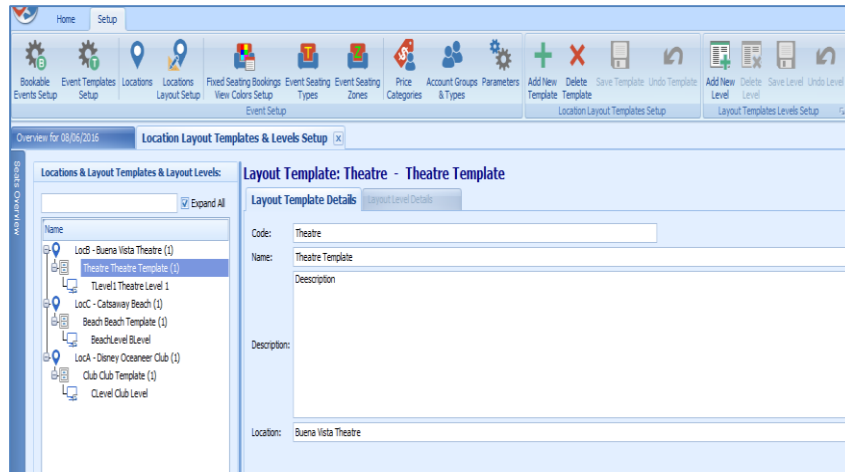 Home Setup
Bookable Events Setup
Event Templates Setup
Locations
Locations Layout Setup
Fixed Seating Bookings View Colors Setup
Event Seating Types
Event Seating Zones
Price Categories
Account Groups & Types
Parameters
Add New Template
Delete Template
Save Template
Undo Template
Add New Level
Delete Level
Save Level
Undo Level
Event Setup
Location Layout Templates Setup
Layout Templates Levels Setup
Overview for 08/06/2016
Location Layout Templates & Levels Setup x
Seats Overview
Locations & Layout Templates & Layout Levels:
Expand All
Name
LocB - Buena Vista Theatre (1)
Theatre Theatre Template (1)
TLevel1 Theatre Level 1
LocC - Catsaway Beach (1)
Beach Beach Template (1)
BeachLevel BLevel
LocA - Disney Oceaneer Club (1)
Club Club Template (1)
CLevel Club Level
Layout Template: Theatre - Theatre Template
Layout Template Details
Layout Level Details
Code: Theatre
Name: Theatre Template
Deescription
Description:
Location: Buena Vista Theatre